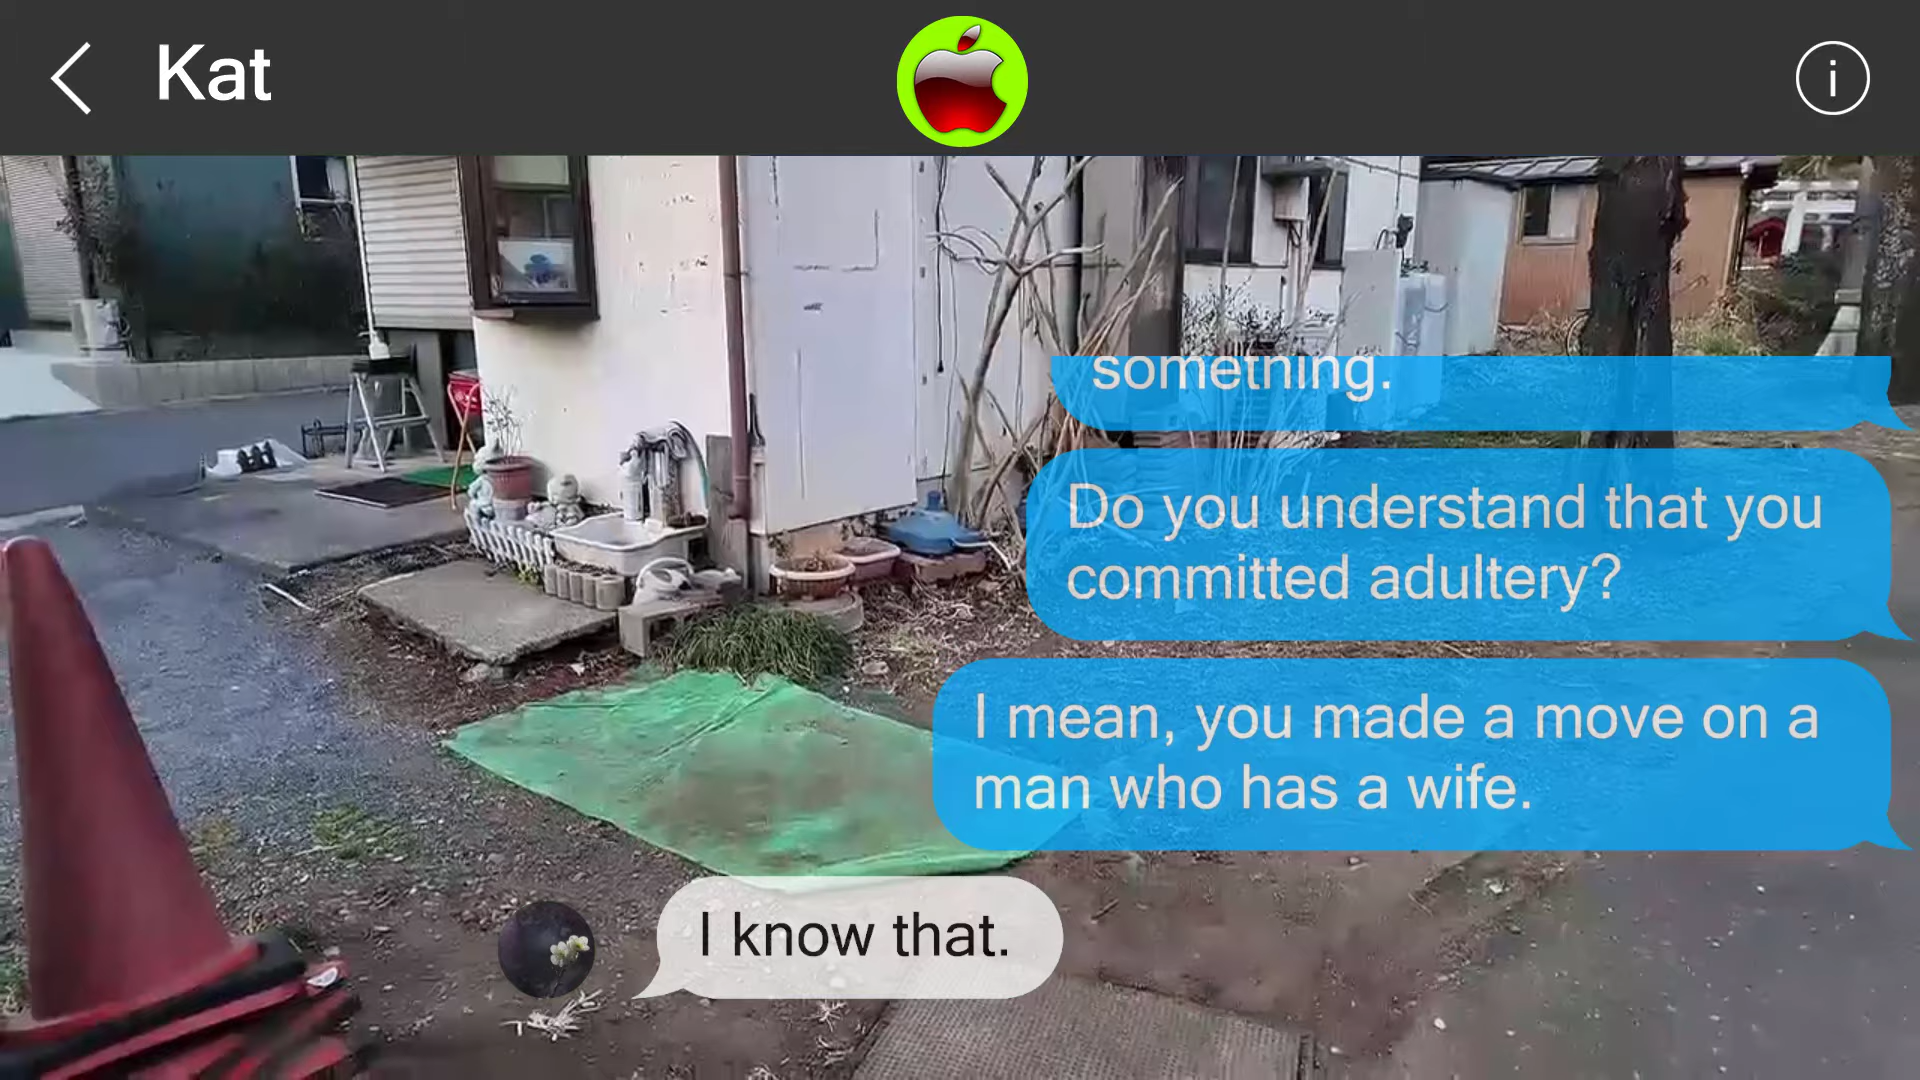 Kat
something.
Do you understand that you
committed adultery?
I mean, you made a move on a
man who has a wife.
I know that.